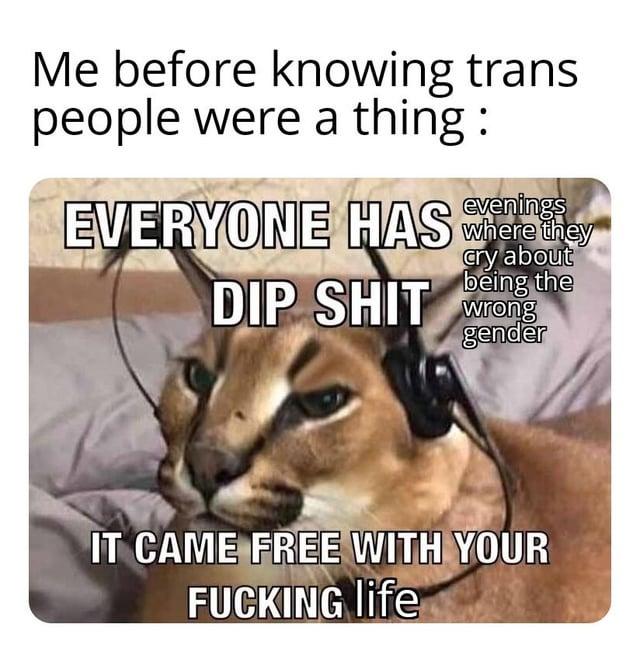 Me before knowing trans
people were a thing :
EVERYONE HAS
evenings
where they
cry about
being the
wrong
gender
DIP SHIT
IT CAME FREE WITH YOUR
FUCKING life